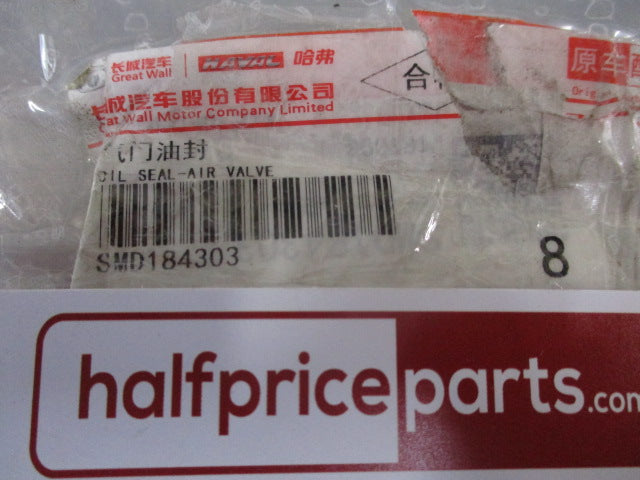 长城汽车 HAVAL 哈弗
Great Wall
长城汽车股份有限公司
Great Wall Motor Company Limited
合
原车
Orig
气门油封
OIL SEAL-AIR VALVE
SMD184303
8
halfpriceparts.com